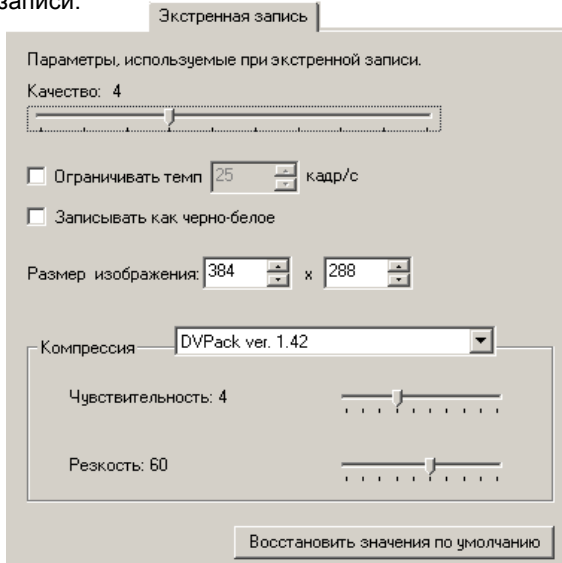 записи.
Экстренная запись
Параметры, используемые при экстренной записи.
Качество: 4
Ограничивать темп 25 кадр/с
Записывать как черно-белое
Размер изображения: 384 x 288
Компрессия DVPack ver. 1.42
Чувствительность: 4
Резкость: 60
Восстановить значения по умолчанию